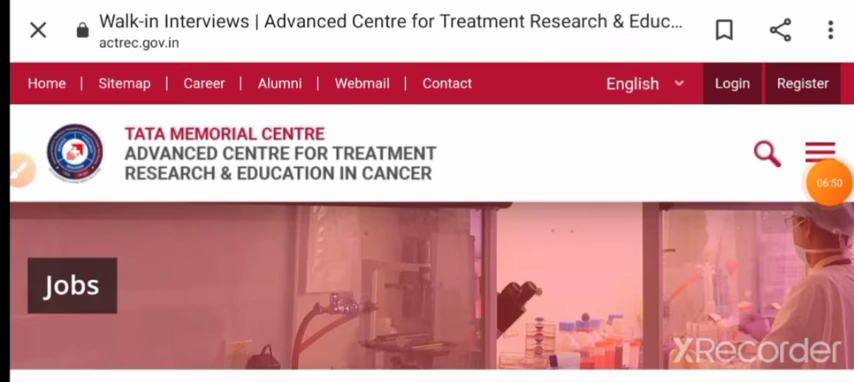 Walk-in Interviews | Advanced Centre for Treatment Research & Educ...
actrec.gov.in
Home | Sitemap | Career | Alumni | Webmail | Contact English Login Register
TATA MEMORIAL CENTRE
ADVANCED CENTRE FOR TREATMENT
RESEARCH & EDUCATION IN CANCER
06:50
Jobs
XRecorder